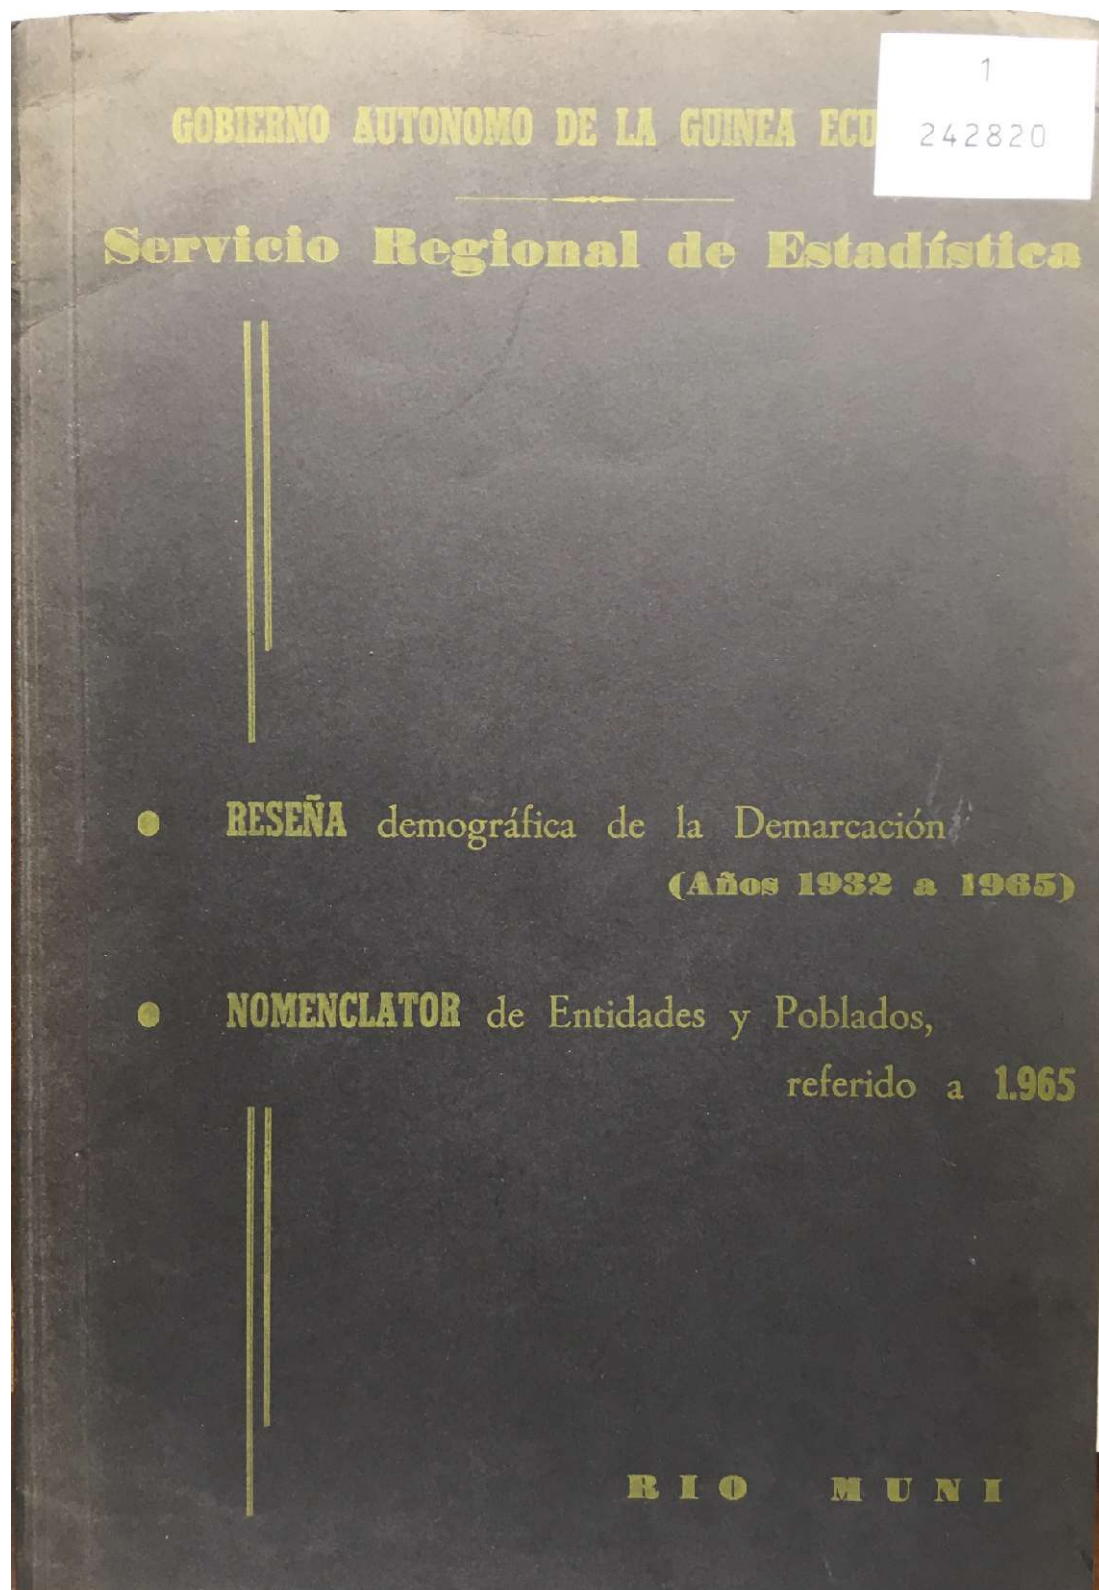 1
242820
GOBIERNO AUTONOMO DE LA GUINEA ECU
Servicio Regional de Estadística
RESEÑA demográfica de la Demarcación
(Años 1932 a 1965)
NOMENCLATOR de Entidades y Poblados,
referido a 1.965
RIO MUNI